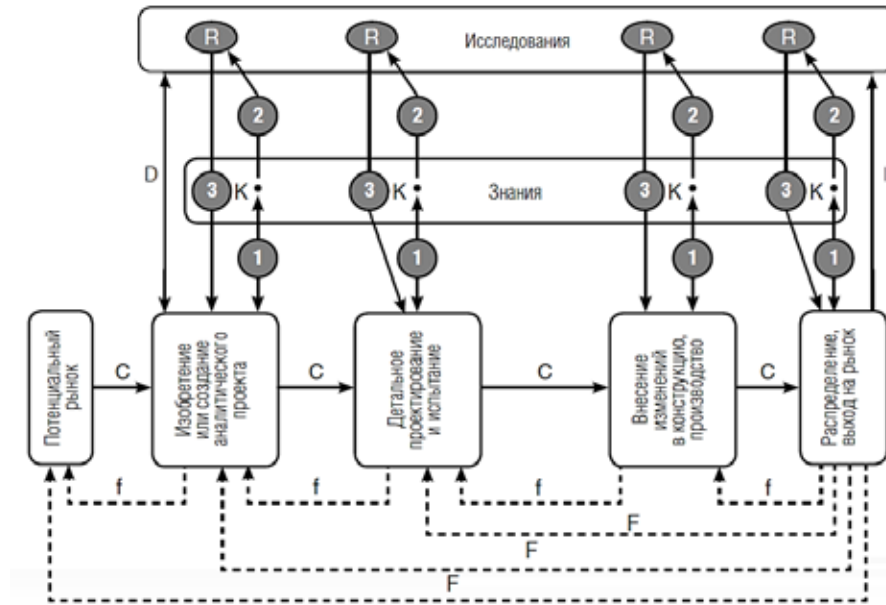 R R Исследования R R
2 2 2 2
D
3 K 3 K Знания 3 K 3 K
1 1 1 1
Потенциальный
рынок
C
Изобретение
или создание
аналитического
проекта
C
Детальное
проектирование
и испытание
C
Внесение
изменений
в конструкцию,
производство
C
Распределение,
выход на рынок
f f f f
F
F
F